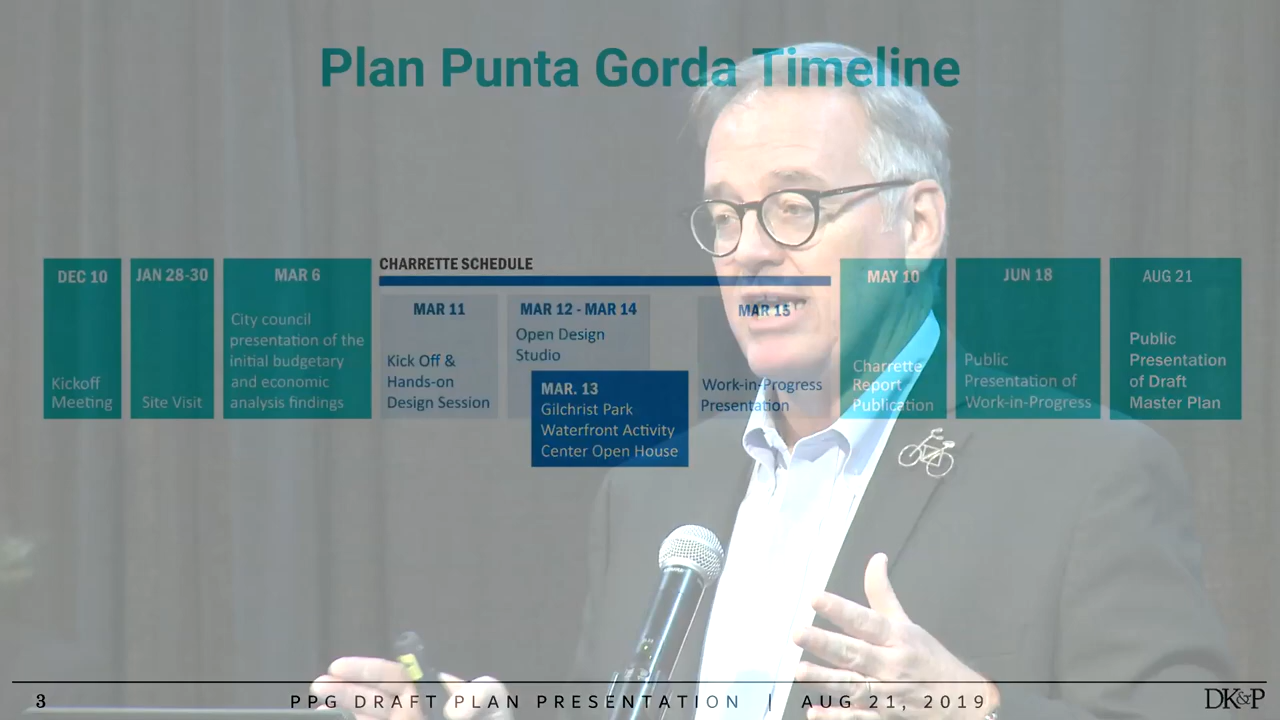 Plan Punta Gorda Timeline
DEC 10
Kickoff
Meeting
JAN 28-30
Site Visit
MAR 6
City council
presentation of the
initial budgetary
and economic
analysis findings
CHARRETTE SCHEDULE
MAR 11
Kick Off &
Hands-on
Design Session
MAR 12 - MAR 14
Open Design
Studio
MAR. 13
Gilchrist Park
Waterfront Activity
Center Open House
MAR 15
Work-in-Progress
Presentation
MAY 10
Charrette
Report
Publication
JUN 18
Public
Presentation of
Work-in-Progress
AUG 21
Public
Presentation
of Draft
Master Plan
3
PPG DRAFT PLAN PRESENTATION | AUG 21, 2019
DK&P